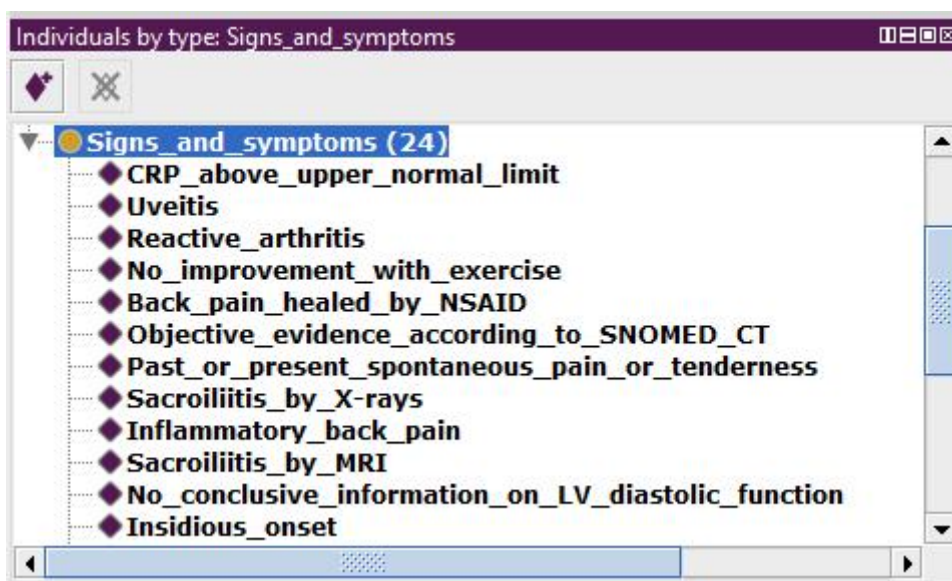 Individuals by type: Signs_and_symptoms
Signs_and_symptoms (24)
CRP_above_upper_normal_limit
Uveitis
Reactive_arthritis
No_improvement_with_exercise
Back_pain_healed_by_NSAID
Objective_evidence_according_to_SNOMED_CT
Past_or_present_spontaneous_pain_or_tenderness
Sacroiliitis_by_X-rays
Inflammatory_back_pain
Sacroiliitis_by_MRI
No_conclusive_information_on_LV_diastolic_function
Insidious_onset